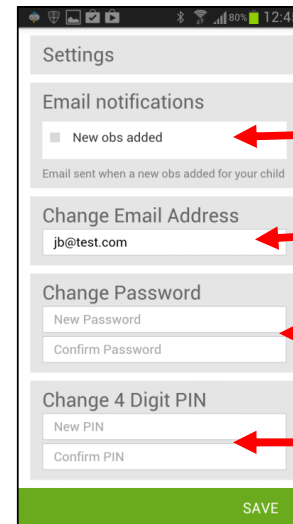 80% 12:4
Settings
Email notifications
New obs added
Email sent when a new obs added for your child
Change Email Address
jb@test.com
Change Password
New Password
Confirm Password
Change 4 Digit PIN
New PIN
Confirm PIN
SAVE